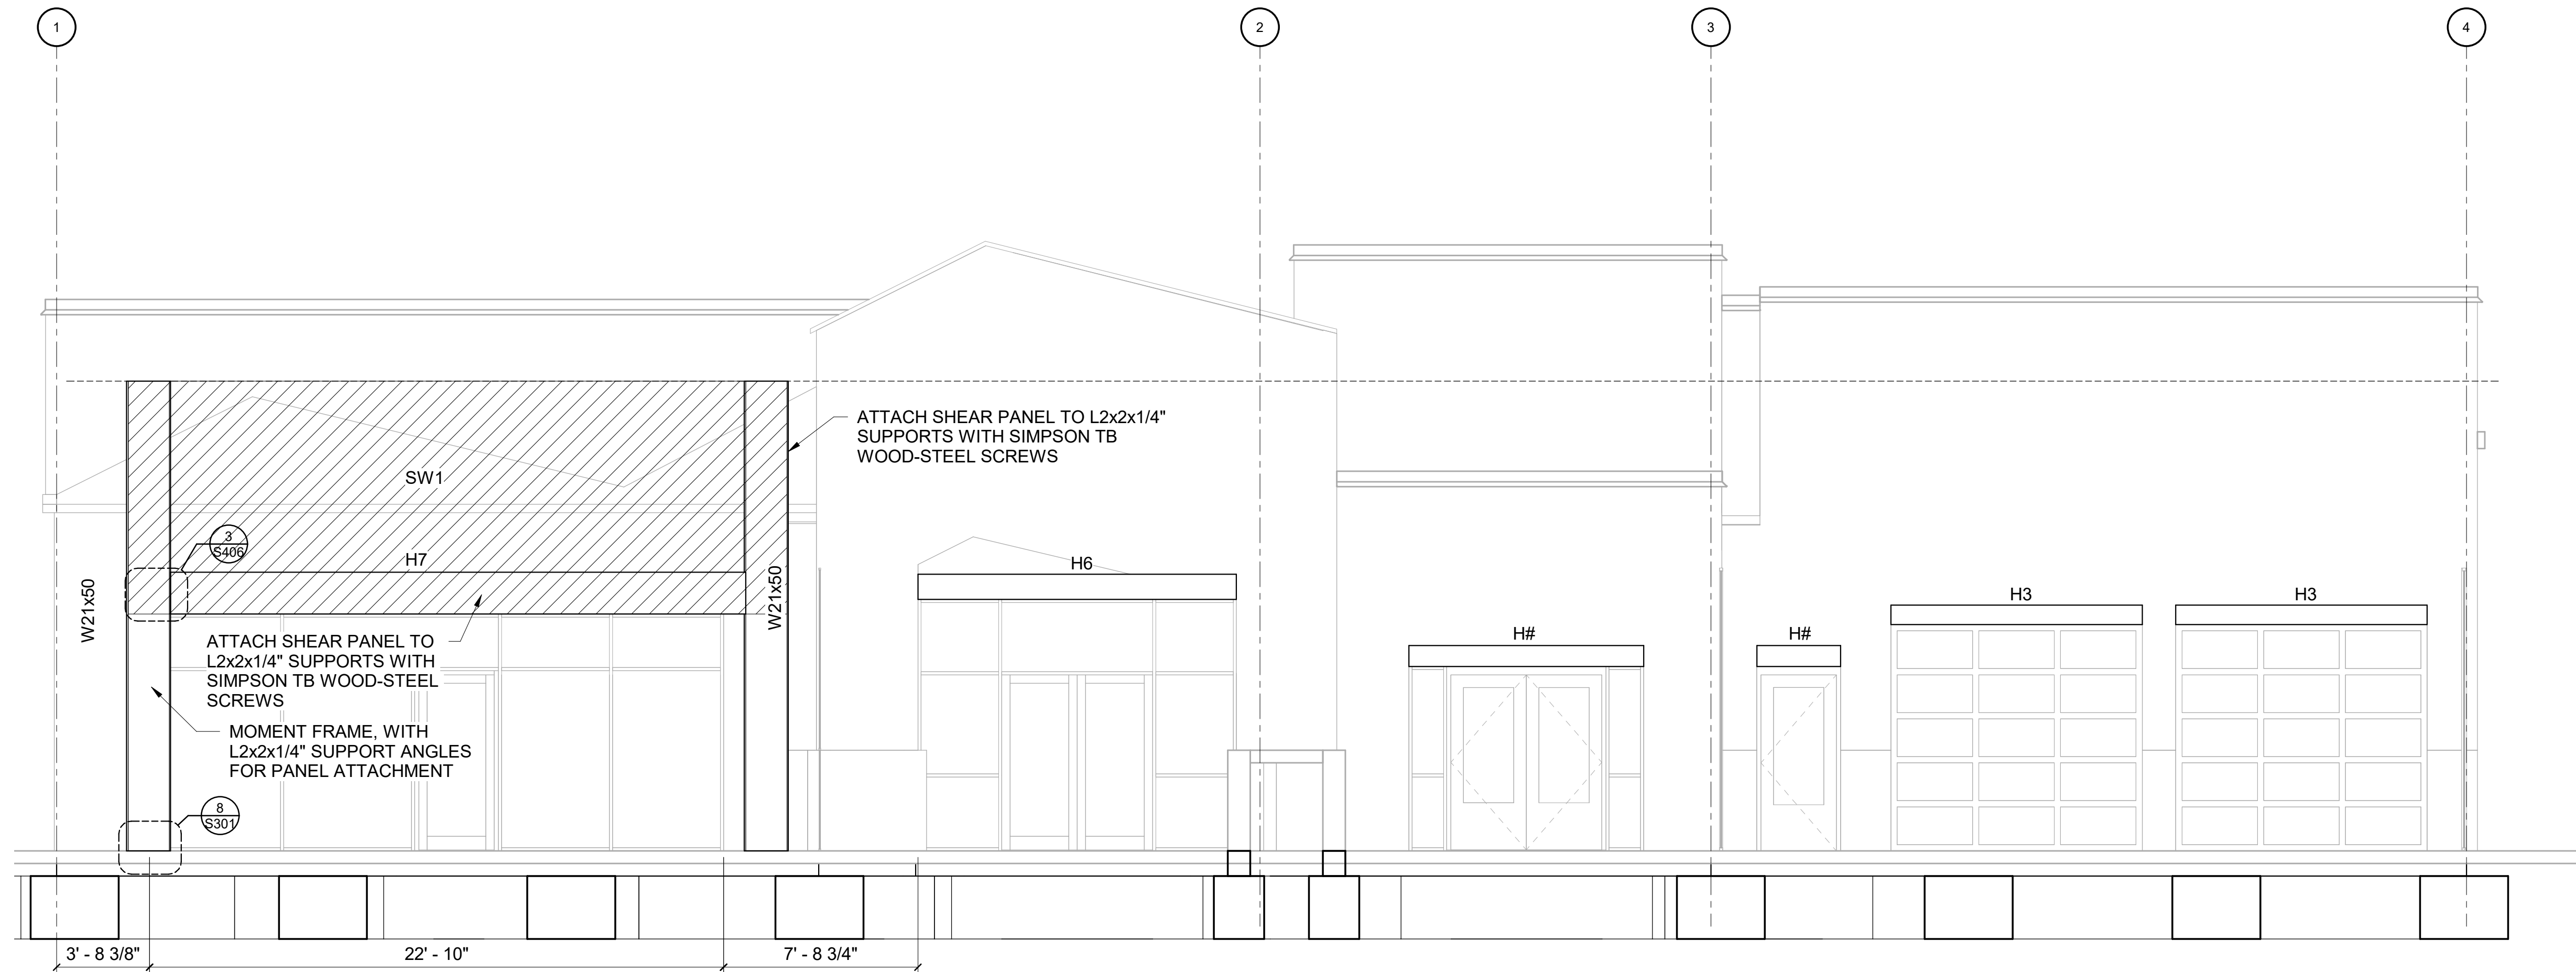 1
2
3
4
ATTACH SHEAR PANEL TO L2x2x1/4"
SUPPORTS WITH SIMPSON TB
WOOD-STEEL SCREWS
SW1
3
S406
H7
H6
W21x50
W21x50
H3
H3
H#
H#
ATTACH SHEAR PANEL TO
L2x2x1/4" SUPPORTS WITH
SIMPSON TB WOOD-STEEL
SCREWS
MOMENT FRAME, WITH
L2x2x1/4" SUPPORT ANGLES
FOR PANEL ATTACHMENT
8
S301
3' - 8 3/8"
22' - 10"
7' - 8 3/4"